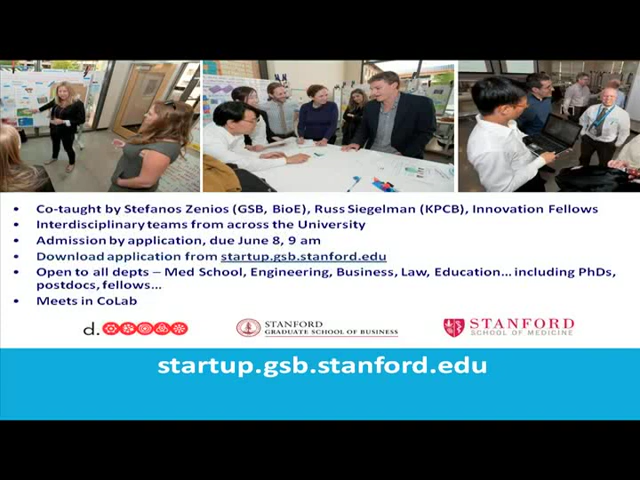 • Co-taught by Stefanos Zenios (GSB, BioE), Russ Siegelman (KPCB), Innovation Fellows
• Interdisciplinary teams from across the University
• Admission by application, due June 8, 9 am
• Download application from startup.gsb.stanford.edu
• Open to all depts – Med School, Engineering, Business, Law, Education... including PhDs,
postdocs, fellows...
• Meets in CoLab
d.
STANFORD
GRADUATE SCHOOL OF BUSINESS
STANFORD
SCHOOL OF MEDICINE
startup.gsb.stanford.edu